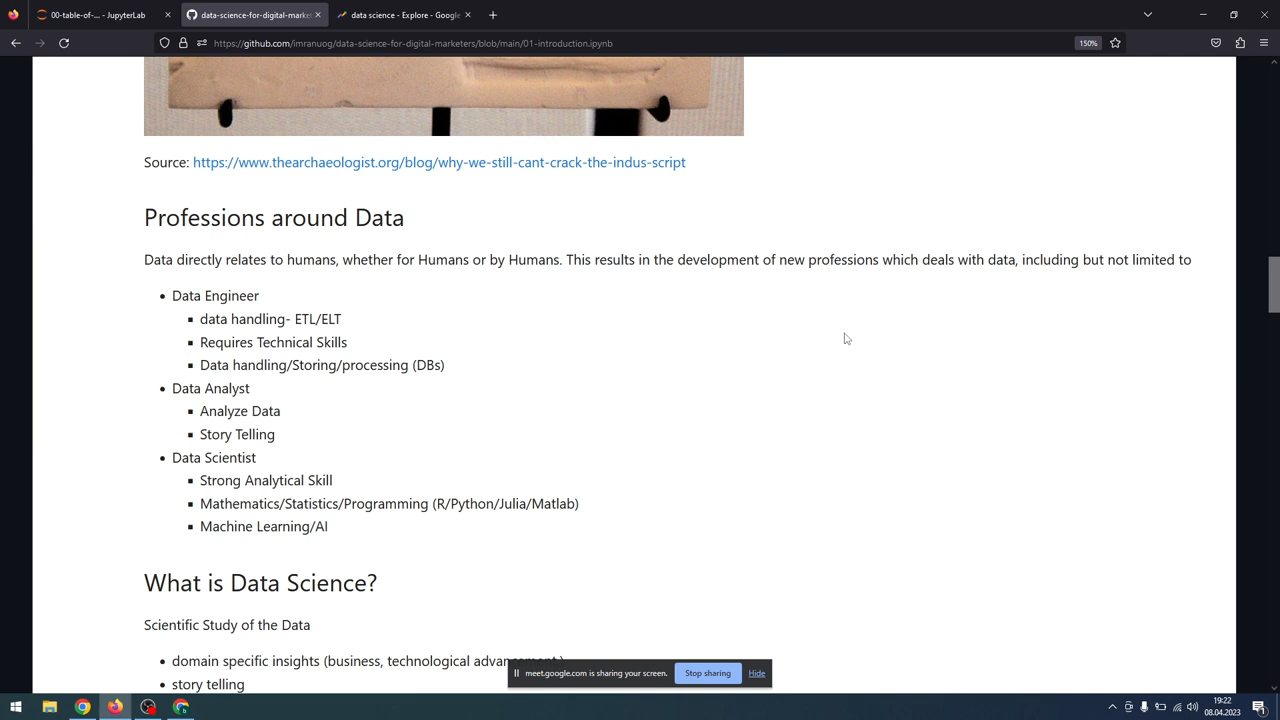 00-table-of-... - JupyterLab
data-science-for-digital-marke
data science - Explore - Google
https://github.com/imranuog/data-science-for-digital-marketers/blob/main/01-introduction.ipynb
150%
Source: https://www.thearchaeologist.org/blog/why-we-still-cant-crack-the-indus-script
Professions around Data
Data directly relates to humans, whether for Humans or by Humans. This results in the development of new professions which deals with data, including but not limited to
Data Engineer
data handling- ETL/ELT
Requires Technical Skills
Data handling/Storing/processing (DBs)
Data Analyst
Analyze Data
Story Telling
Data Scientist
Strong Analytical Skill
Mathematics/Statistics/Programming (R/Python/Julia/Matlab)
Machine Learning/AI
What is Data Science?
Scientific Study of the Data
domain specific insights (business, technological
story telling
meet.google.com is sharing your screen.
Stop sharing
Hide
19:22
08.04.2023